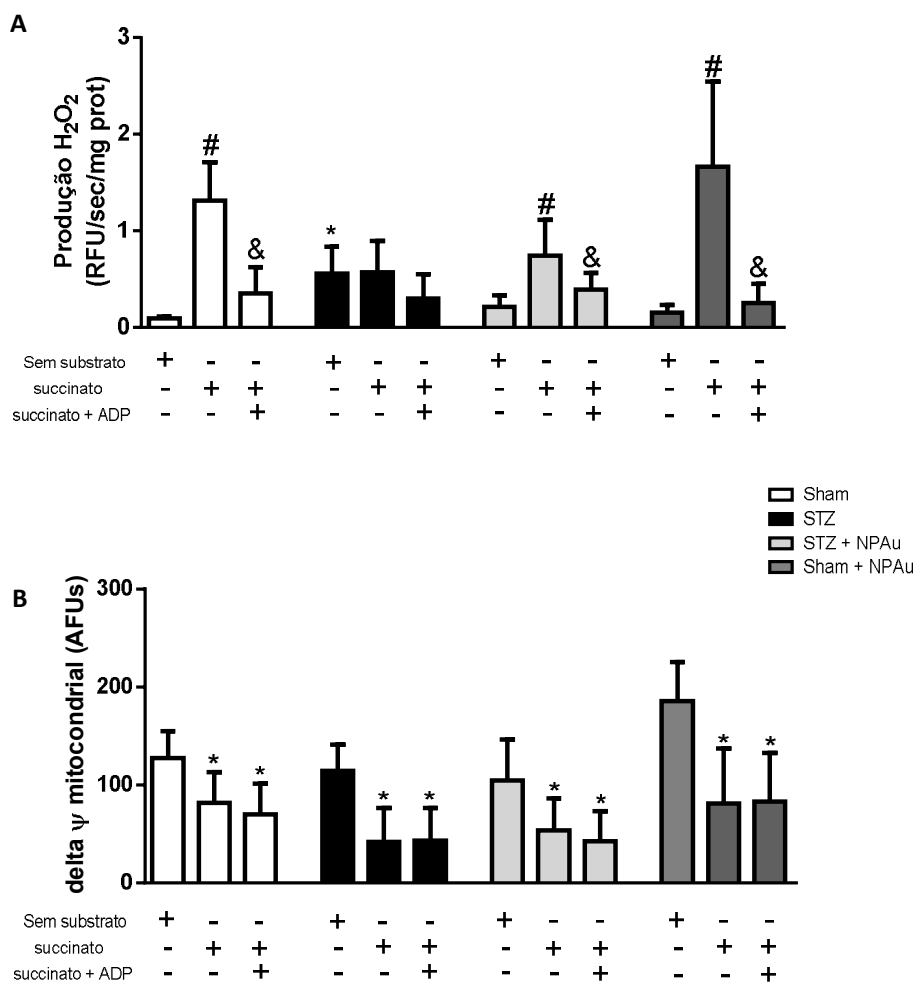 A
Produção H₂O₂
(RFU/sec/mg prot)
3
2
1
0
# & * # & # &
Sem substrato + - - + - - + - - + - -
succinato - + + - + + - + + - + +
succinato + ADP - - + - - + - - + - - +
Sham
STZ
STZ + NPAu
Sham + NPAu
B
delta ψ mitocondrial (AFUs)
300
200
100
0
* * * * * * * *
Sem substrato + - - + - - + - - + - -
succinato - + + - + + - + + - + +
succinato + ADP - - + - - + - - + - - +